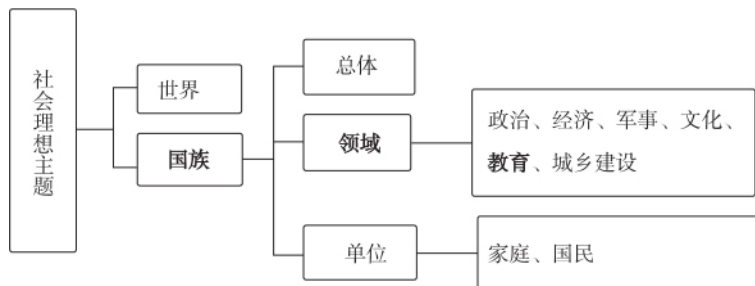 社会理想主题
世界
国族
总体
领域
单位
政治、经济、军事、文化、
教育、城乡建设
家庭、国民